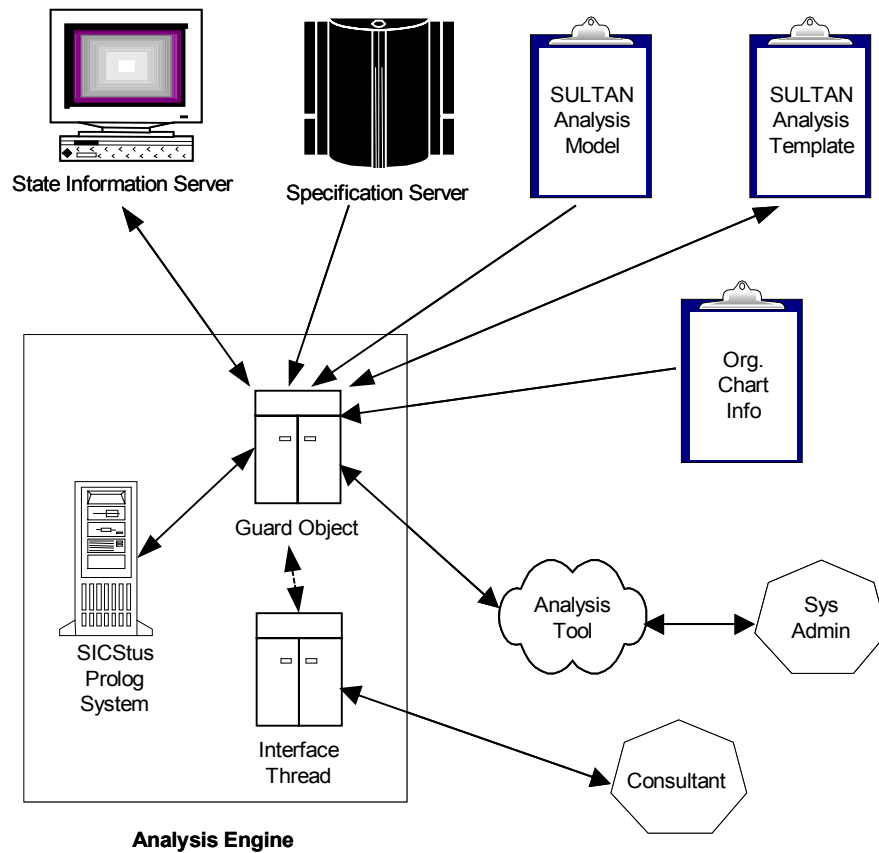 SULTAN
Analysis
Model
SULTAN
Analysis
Template
State Information Server
Specification Server
Org.
Chart
Info
Guard Object
SICStus
Prolog
System
Analysis
Tool
Sys
Admin
Interface
Thread
Consultant
Analysis Engine